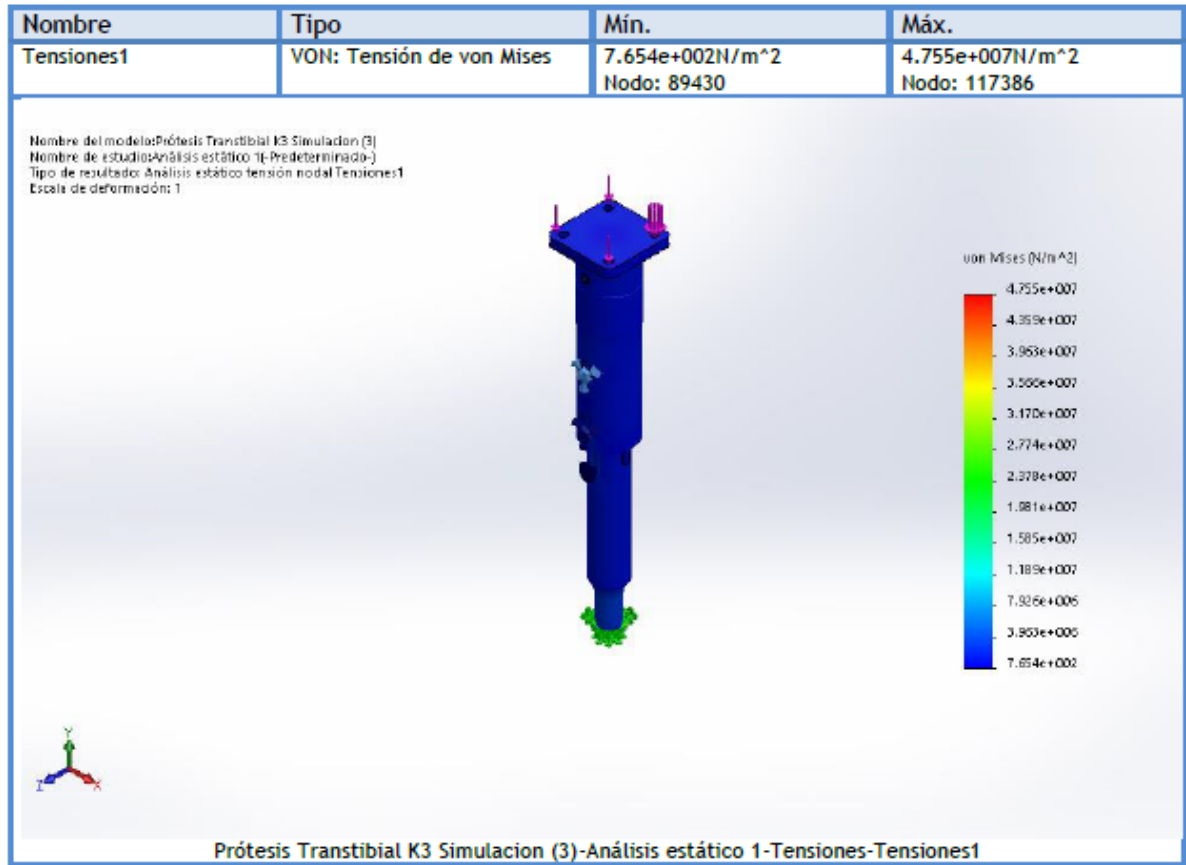 Nombre Tipo Mín. Máx.
Tensiones1 VON: Tensión de von Mises 7.654e+002N/m^2 4.755e+007N/m^2
Nodo: 89430 Nodo: 117386
Nombre del modelo:Prótesis Transtibial K3 Simulacion (3)
Nombre de estudio:Análisis estático 1(-Predeterminado-)
Tipo de resultado: Análisis estático tensión nodal Tensiones1
Escala de deformación: 1
von Mises (N/m^2)
4.755e+007
4.359e+007
3.963e+007
3.566e+007
3.170e+007
2.774e+007
2.378e+007
1.981e+007
1.585e+007
1.189e+007
7.926e+006
3.963e+006
7.654e+002
Y
Z X
Prótesis Transtibial K3 Simulacion (3)-Análisis estático 1-Tensiones-Tensiones1